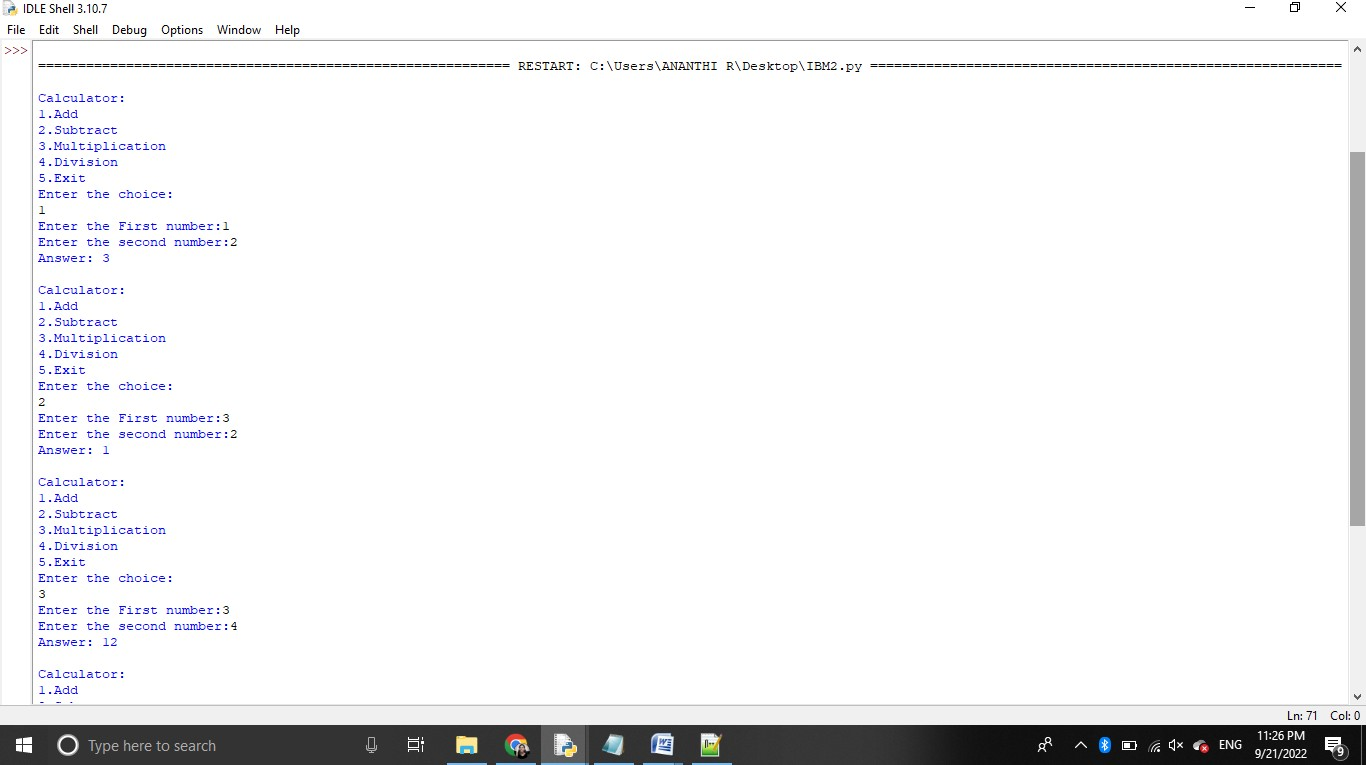 IDLE Shell 3.10.7
File Edit Shell Debug Options Window Help
>>>
=========================================================== RESTART: C:\Users\ANANTHI R\Desktop\IBM2.py ===========================================================
Calculator:
1.Add
2.Subtract
3.Multiplication
4.Division
5.Exit
Enter the choice:
1
Enter the First number:1
Enter the second number:2
Answer: 3
Calculator:
1.Add
2.Subtract
3.Multiplication
4.Division
5.Exit
Enter the choice:
2
Enter the First number:3
Enter the second number:2
Answer: 1
Calculator:
1.Add
2.Subtract
3.Multiplication
4.Division
5.Exit
Enter the choice:
3
Enter the First number:3
Enter the second number:4
Answer: 12
Calculator:
1.Add
Ln: 71 Col: 0
Type here to search
ENG
11:26 PM
9/21/2022
9